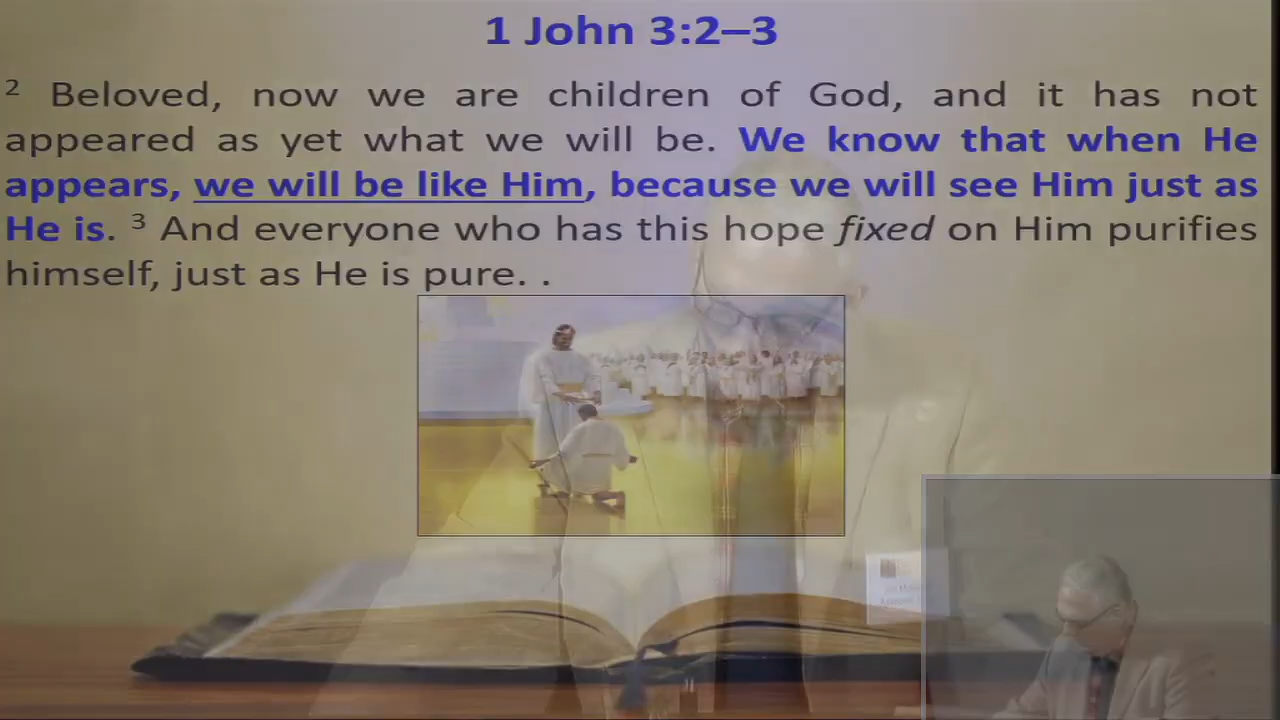 1 John 3:2–3
2 Beloved, now we are children of God, and it has not
appeared as yet what we will be. We know that when He
appears, we will be like Him, because we will see Him just as
He is. 3 And everyone who has this hope fixed on Him purifies
himself, just as He is pure. .